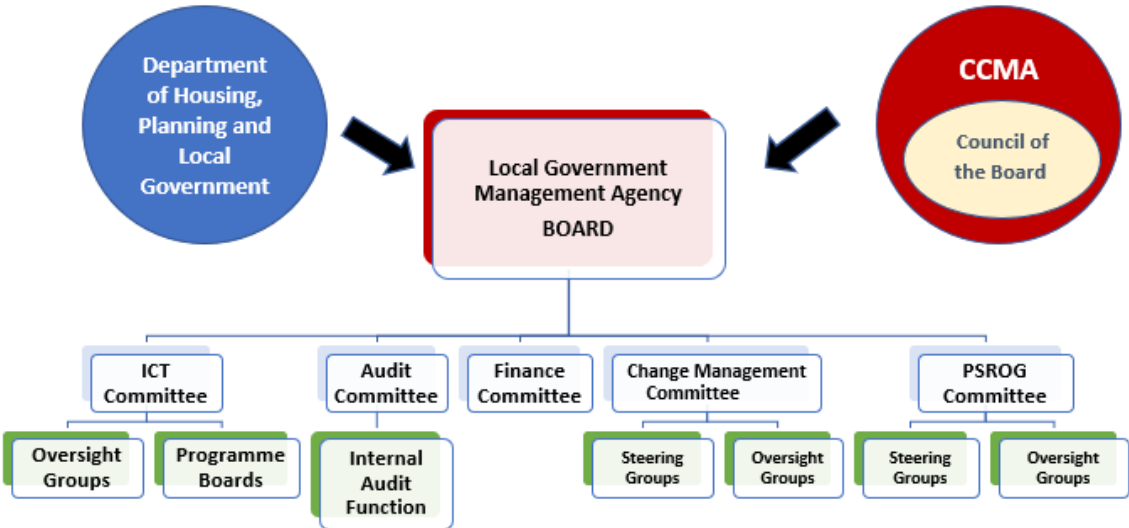 Department
of Housing,
Planning and
Local
Government
CCMA
Council of
the Board
Local Government
Management Agency
BOARD
ICT
Committee
Audit
Committee
Finance
Committee
Change Management
Committee
PSROG
Committee
Oversight
Groups
Programme
Boards
Internal
Audit
Function
Steering
Groups
Oversight
Groups
Steering
Groups
Oversight
Groups